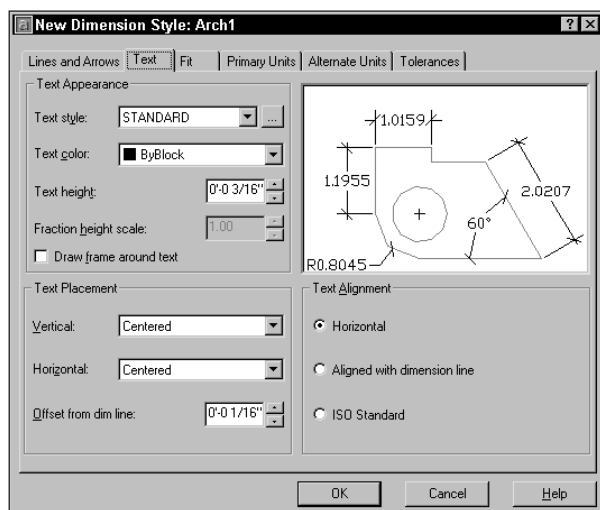 New Dimension Style: Arch1
Lines and Arrows Text Fit Primary Units Alternate Units Tolerances
Text Appearance
Text style: STANDARD ...
Text color: ByBlock
Text height: 0'-0 3/16"
Fraction height scale: 1.00
Draw frame around text
1.0159
1.1955
2.0207
60°
R0.8045
Text Placement
Vertical: Centered
Horizontal: Centered
Offset from dim line: 0'-0 1/16"
Text Alignment
Horizontal
Aligned with dimension line
ISO Standard
OK Cancel Help